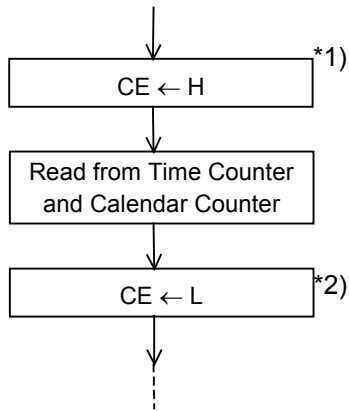 *1)
CE ← H
Read from Time Counter
and Calendar Counter
*2)
CE ← L